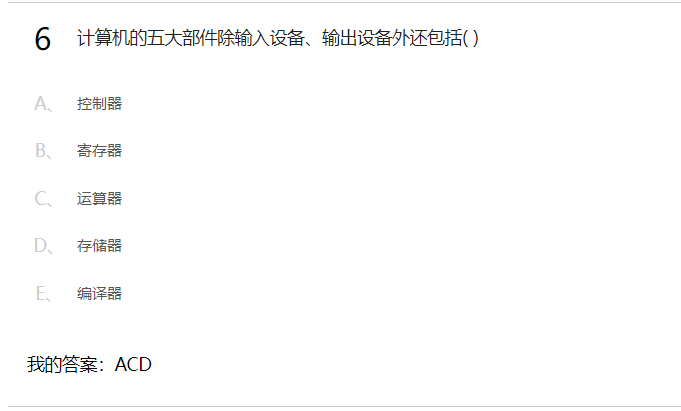 6 计算机的五大部件除输入设备、输出设备外还包括( )
A、 控制器
B、 寄存器
C、 运算器
D、 存储器
E、 编译器
我的答案：ACD